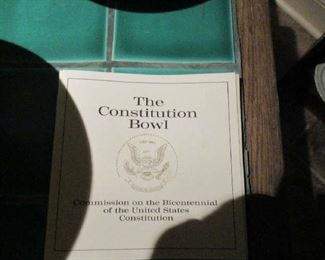 The
Constitution
Bowl
Commission on the Bicentennial
of the United States
Constitution